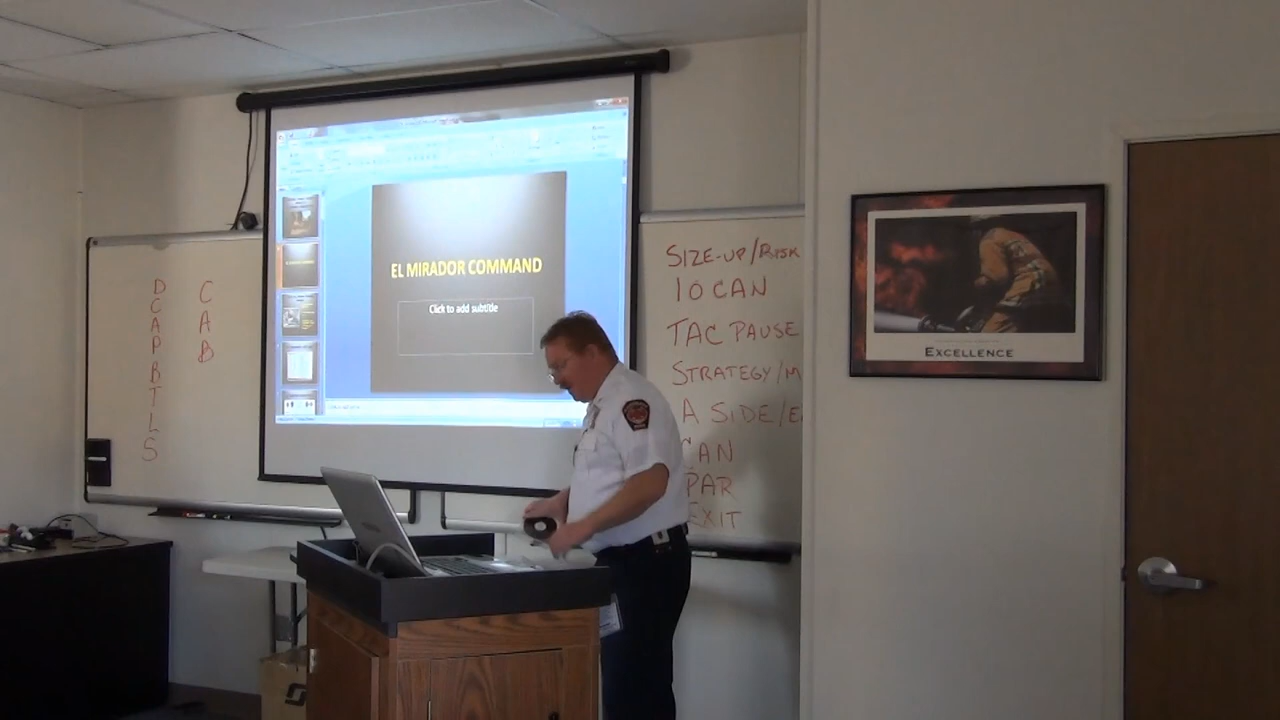 EL MIRADOR COMMAND
Click to add subtitle
D
C
A
P
B
T
L
S
C
A
B
SIZE-UP/RISK
IOCAN
TAC PAUSE
STRATEGY/M
A SIDE/E
CAN
PAR
EXIT
EXCELLENCE